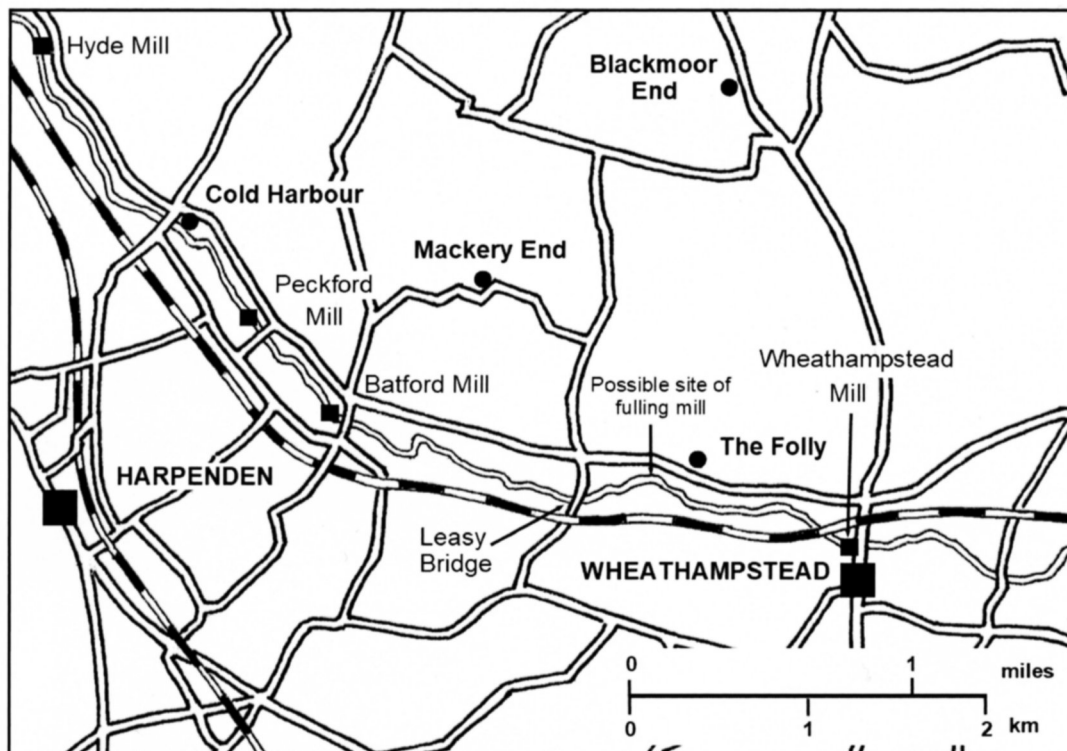 Hyde Mill
Blackmoor
End
Cold Harbour
Mackery End
Peckford
Mill
Wheathampstead
Mill
Batford Mill
Possible site of
fulling mill
The Folly
HARPENDEN
Leasy
Bridge
WHEATHAMPSTEAD
0 1 miles
0 1 2 km